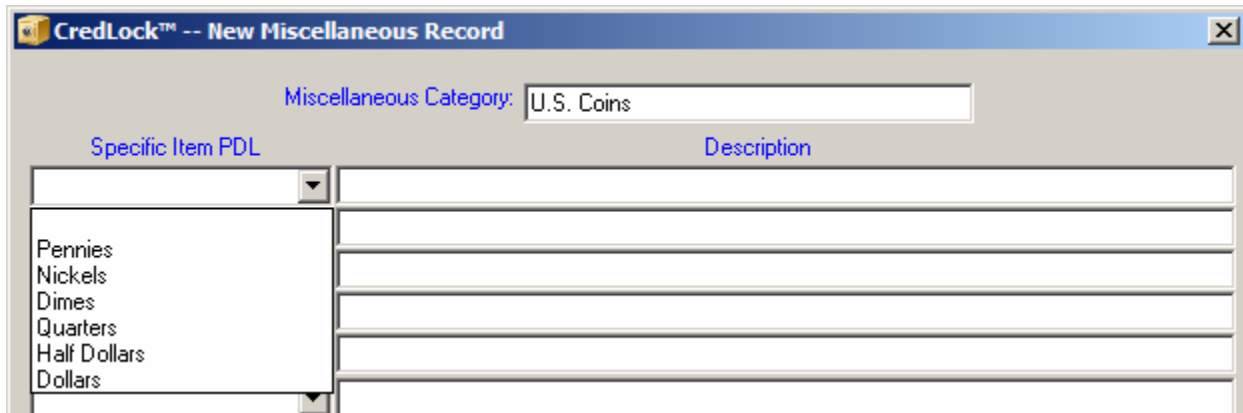 CredLock™ -- New Miscellaneous Record
Miscellaneous Category: U.S. Coins
Specific Item PDL Description
Pennies
Nickels
Dimes
Quarters
Half Dollars
Dollars